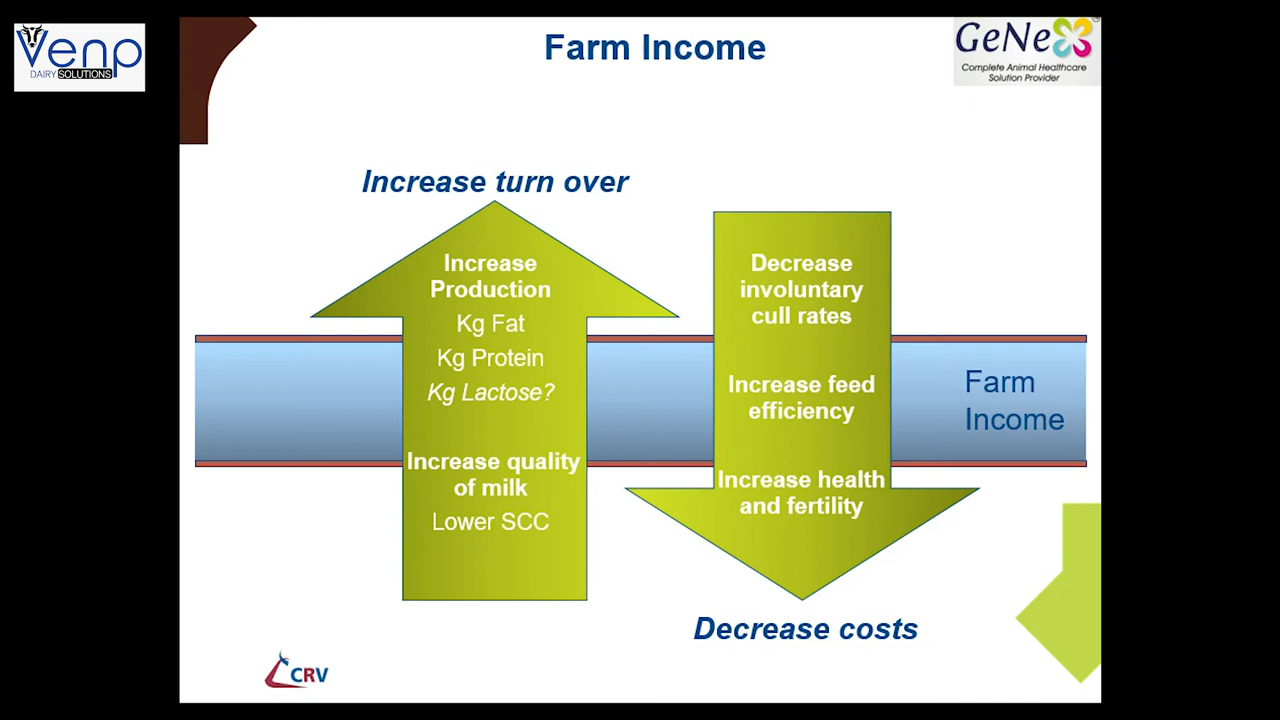 Venp
DAIRY SOLUTIONS
Farm Income
GeNex
Complete Animal Healthcare
Solution Provider
Increase turn over
Increase
Production
Kg Fat
Kg Protein
Kg Lactose?
Increase quality
of milk
Lower SCC
Decrease
involuntary
cull rates
Increase feed
efficiency
Increase health
and fertility
Farm
Income
Decrease costs
CRV